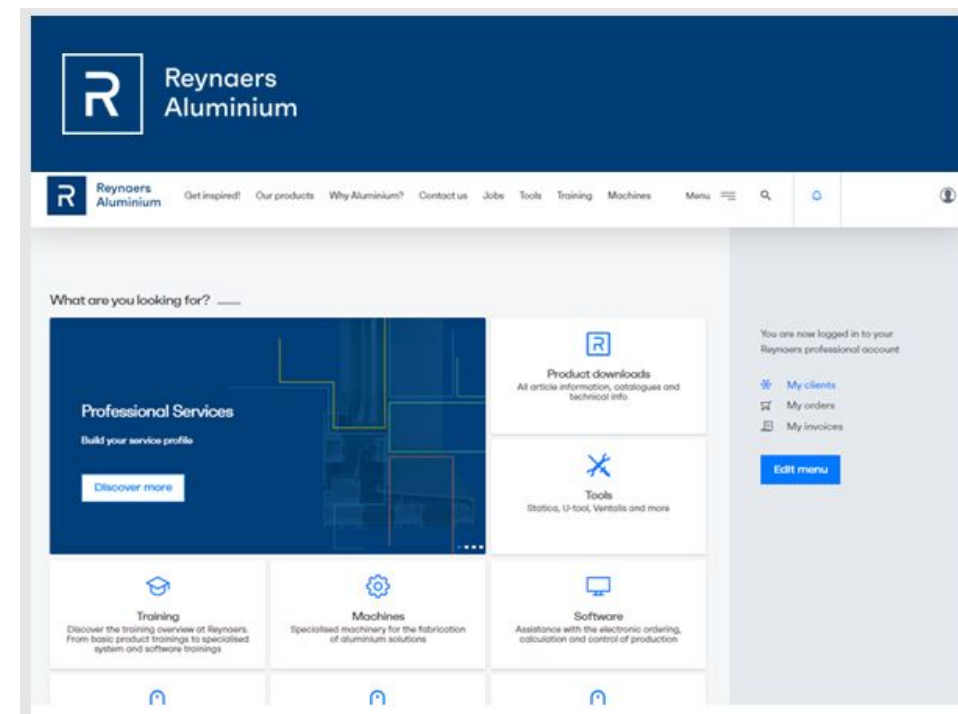 R
Reynaers
Aluminium
R
Reynaers
Aluminium
Get inspired! Our products Why Aluminium? Contact us Jobs Tools Training Machines Menu
What are you looking for?
Professional Services
Build your service profile
Discover more
R
Product downloads
All article information, catalogues and
technical info
Tools
Statica, U-tool, Ventalis and more
Training
Discover the training overview at Reynaers.
From basic product trainings to specialised
system and software trainings
Machines
Specialised machinery for the fabrication
of aluminium solutions
Software
Assistance with the electronic ordering,
calculation and control of production
You are now logged in to your
Reynaers professional account
My clients
My orders
My invoices
Edit menu